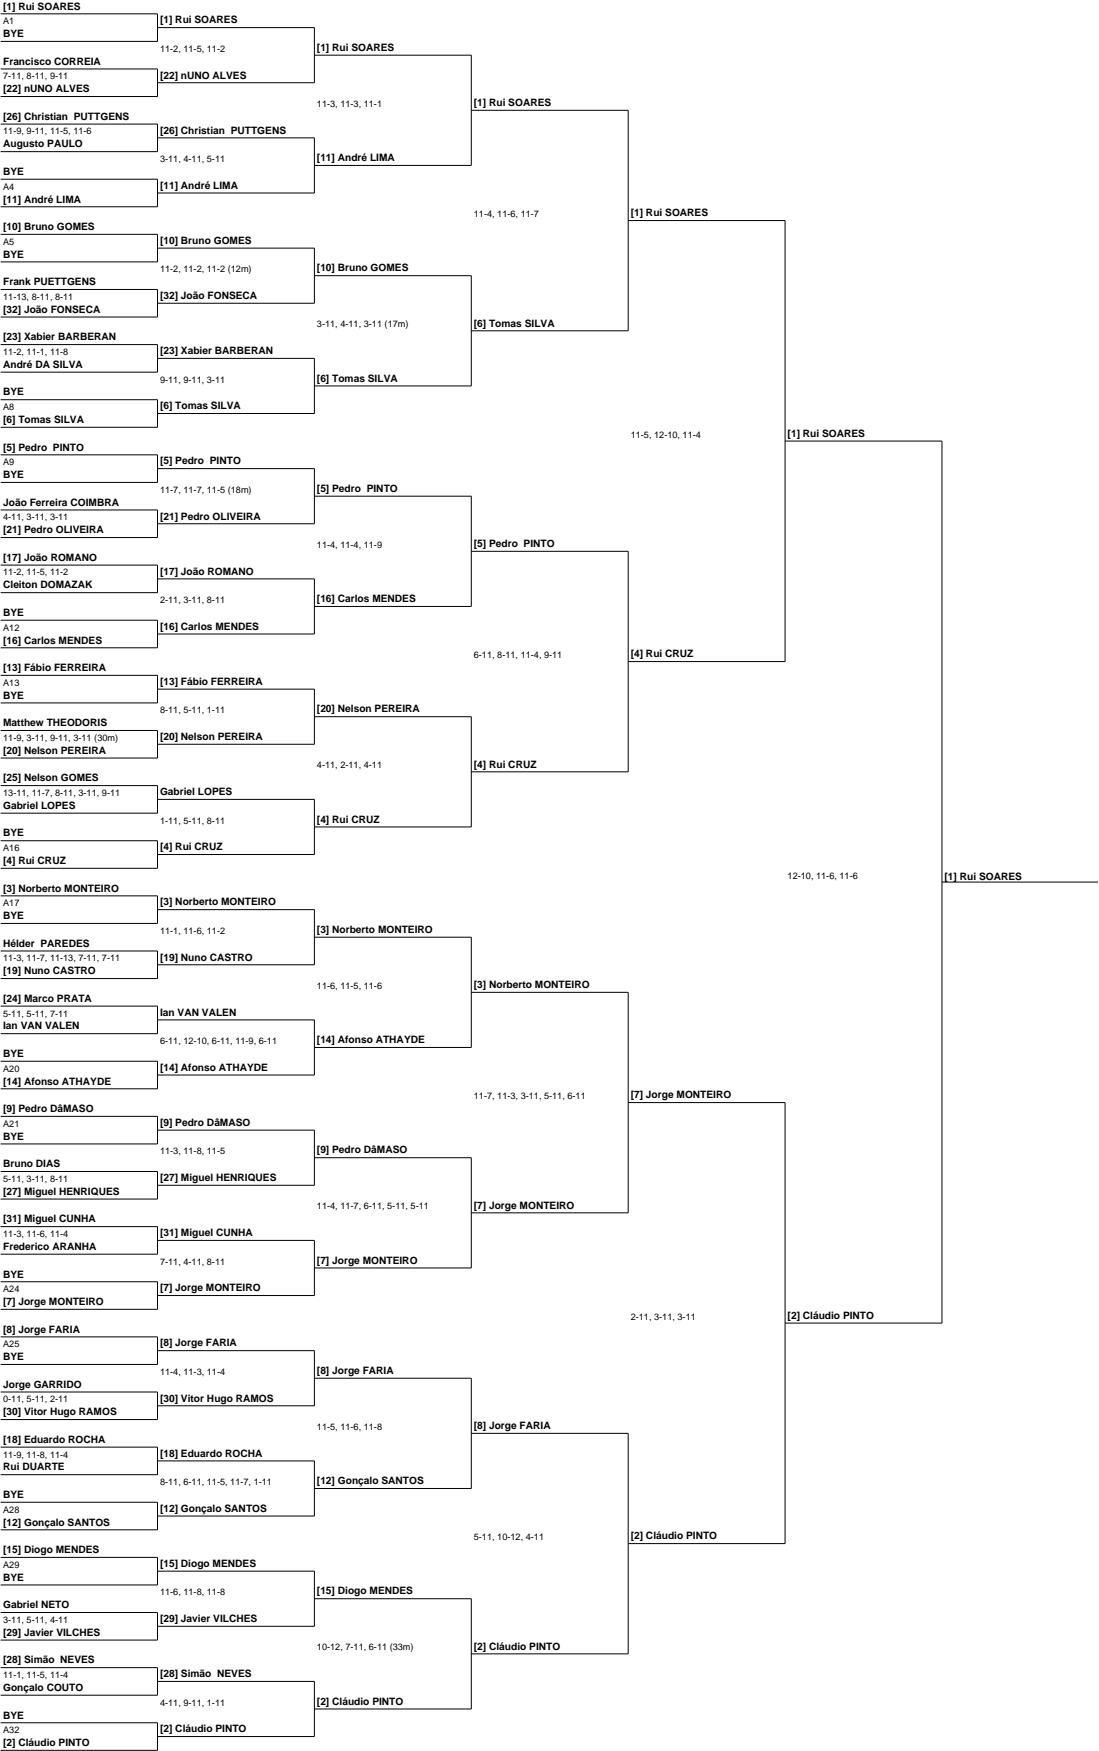 [1] Rui SOARES
A1
BYE
[1] Rui SOARES
11-2, 11-5, 11-2
[1] Rui SOARES
Francisco CORREIA
7-11, 8-11, 9-11
[22] nUNO ALVES
[22] nUNO ALVES
11-3, 11-3, 11-1
[1] Rui SOARES
[26] Christian  PUTTGENS
11-9, 9-11, 11-5, 11-6
Augusto PAULO
[26] Christian  PUTTGENS
3-11, 4-11, 5-11
[11] André LIMA
BYE
A4
[11] André LIMA
[11] André LIMA
11-4, 11-6, 11-7
[1] Rui SOARES
[10] Bruno GOMES
A5
BYE
[10] Bruno GOMES
11-2, 11-2, 11-2 (12m)
[10] Bruno GOMES
Frank PUETTGENS
11-13, 8-11, 8-11
[32] João FONSECA
[32] João FONSECA
3-11, 4-11, 3-11 (17m)
[6] Tomas SILVA
[23] Xabier BARBERAN
11-2, 11-1, 11-8
André DA SILVA
[23] Xabier BARBERAN
9-11, 9-11, 3-11
[6] Tomas SILVA
BYE
A8
[6] Tomas SILVA
[6] Tomas SILVA
11-5, 12-10, 11-4
[1] Rui SOARES
[5] Pedro  PINTO
A9
BYE
[5] Pedro  PINTO
11-7, 11-7, 11-5 (18m)
[5] Pedro  PINTO
João Ferreira COIMBRA
4-11, 3-11, 3-11
[21] Pedro OLIVEIRA
[21] Pedro OLIVEIRA
11-4, 11-4, 11-9
[5] Pedro  PINTO
[17] João ROMANO
11-2, 11-5, 11-2
Cleiton DOMAZAK
[17] João ROMANO
2-11, 3-11, 8-11
[16] Carlos MENDES
BYE
A12
[16] Carlos MENDES
[16] Carlos MENDES
6-11, 8-11, 11-4, 9-11
[4] Rui CRUZ
[13] Fábio FERREIRA
A13
BYE
[13] Fábio FERREIRA
8-11, 5-11, 1-11
[20] Nelson PEREIRA
Matthew THEODORIS
11-9, 3-11, 9-11, 3-11 (30m)
[20] Nelson PEREIRA
[20] Nelson PEREIRA
4-11, 2-11, 4-11
[4] Rui CRUZ
[25] Nelson GOMES
13-11, 11-7, 8-11, 3-11, 9-11
Gabriel LOPES
Gabriel LOPES
1-11, 5-11, 8-11
[4] Rui CRUZ
BYE
A16
[4] Rui CRUZ
[4] Rui CRUZ
12-10, 11-6, 11-6
[1] Rui SOARES
[3] Norberto MONTEIRO
A17
BYE
[3] Norberto MONTEIRO
11-1, 11-6, 11-2
[3] Norberto MONTEIRO
Hélder  PAREDES
11-3, 11-7, 11-13, 7-11, 7-11
[19] Nuno CASTRO
[19] Nuno CASTRO
11-6, 11-5, 11-6
[3] Norberto MONTEIRO
[24] Marco PRATA
5-11, 5-11, 7-11
Ian VAN VALEN
Ian VAN VALEN
6-11, 12-10, 6-11, 11-9, 6-11
[14] Afonso ATHAYDE
BYE
A20
[14] Afonso ATHAYDE
[14] Afonso ATHAYDE
11-7, 11-3, 3-11, 5-11, 6-11
[7] Jorge MONTEIRO
[9] Pedro DâMASO
A21
BYE
[9] Pedro DâMASO
11-3, 11-8, 11-5
[9] Pedro DâMASO
Bruno DIAS
5-11, 3-11, 8-11
[27] Miguel HENRIQUES
[27] Miguel HENRIQUES
11-4, 11-7, 6-11, 5-11, 5-11
[7] Jorge MONTEIRO
[31] Miguel CUNHA
11-3, 11-6, 11-4
Frederico ARANHA
[31] Miguel CUNHA
7-11, 4-11, 8-11
[7] Jorge MONTEIRO
BYE
A24
[7] Jorge MONTEIRO
[7] Jorge MONTEIRO
2-11, 3-11, 3-11
[2] Cláudio PINTO
[8] Jorge FARIA
A25
BYE
[8] Jorge FARIA
11-4, 11-3, 11-4
[8] Jorge FARIA
Jorge GARRIDO
0-11, 5-11, 2-11
[30] Vitor Hugo RAMOS
[30] Vitor Hugo RAMOS
11-5, 11-6, 11-8
[8] Jorge FARIA
[18] Eduardo ROCHA
11-9, 11-8, 11-4
Rui DUARTE
[18] Eduardo ROCHA
8-11, 6-11, 11-5, 11-7, 1-11
[12] Gonçalo SANTOS
BYE
A28
[12] Gonçalo SANTOS
[12] Gonçalo SANTOS
5-11, 10-12, 4-11
[2] Cláudio PINTO
[15] Diogo MENDES
A29
BYE
[15] Diogo MENDES
11-6, 11-8, 11-8
[15] Diogo MENDES
Gabriel NETO
3-11, 5-11, 4-11
[29] Javier VILCHES
[29] Javier VILCHES
10-12, 7-11, 6-11 (33m)
[2] Cláudio PINTO
[28] Simão  NEVES
11-1, 11-5, 11-4
Gonçalo COUTO
[28] Simão  NEVES
4-11, 9-11, 1-11
[2] Cláudio PINTO
BYE
A32
[2] Cláudio PINTO
[2] Cláudio PINTO